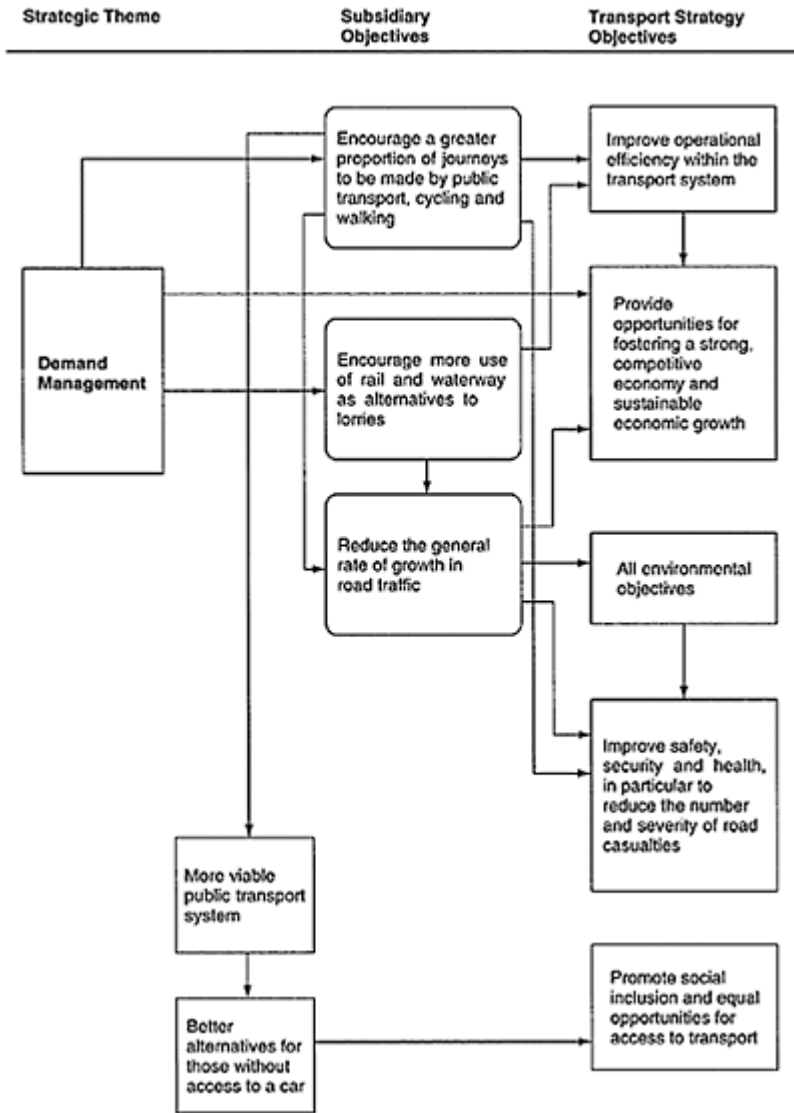 Strategic Theme
Subsidiary
Objectives
Transport Strategy
Objectives
Encourage a greater
proportion of journeys
to be made by public
transport, cycling and
walking
Improve operational
efficiency within the
transport system
Demand
Management
Provide
opportunities for
fostering a strong,
competitive
economy and
sustainable
economic growth
Encourage more use
of rail and waterway
as alternatives to
lorries
Reduce the general
rate of growth in
road traffic
All environmental
objectives
Improve safety,
security and health,
in particular to
reduce the number
and severity of road
casualties
More viable
public transport
system
Better
alternatives for
those without
access to a car
Promote social
inclusion and equal
opportunities for
access to transport